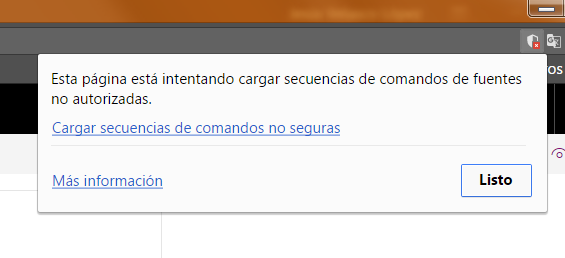 os
Esta página está intentando cargar secuencias de comandos de fuentes
no autorizadas.
Cargar secuencias de comandos no seguras
Más información
Listo